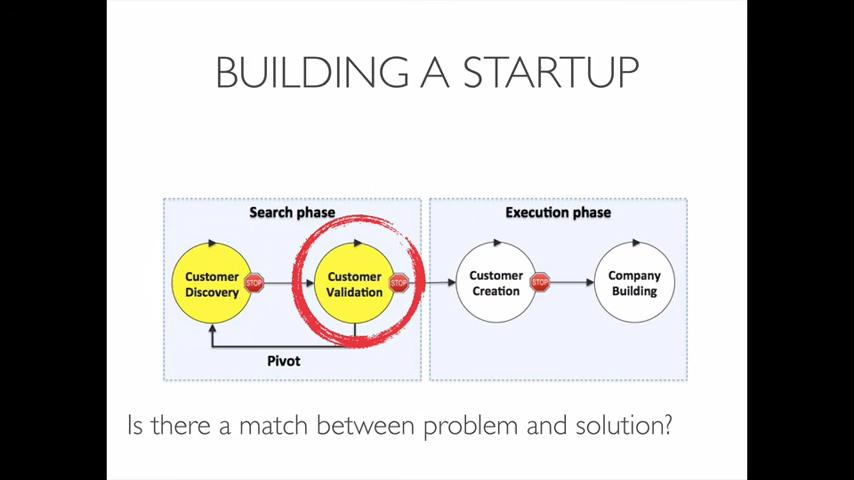 BUILDING A STARTUP
Search phase
Execution phase
Customer
Discovery
STOP
Customer
Validation
STOP
Customer
Creation
STOP
Company
Building
Pivot
Is there a match between problem and solution?